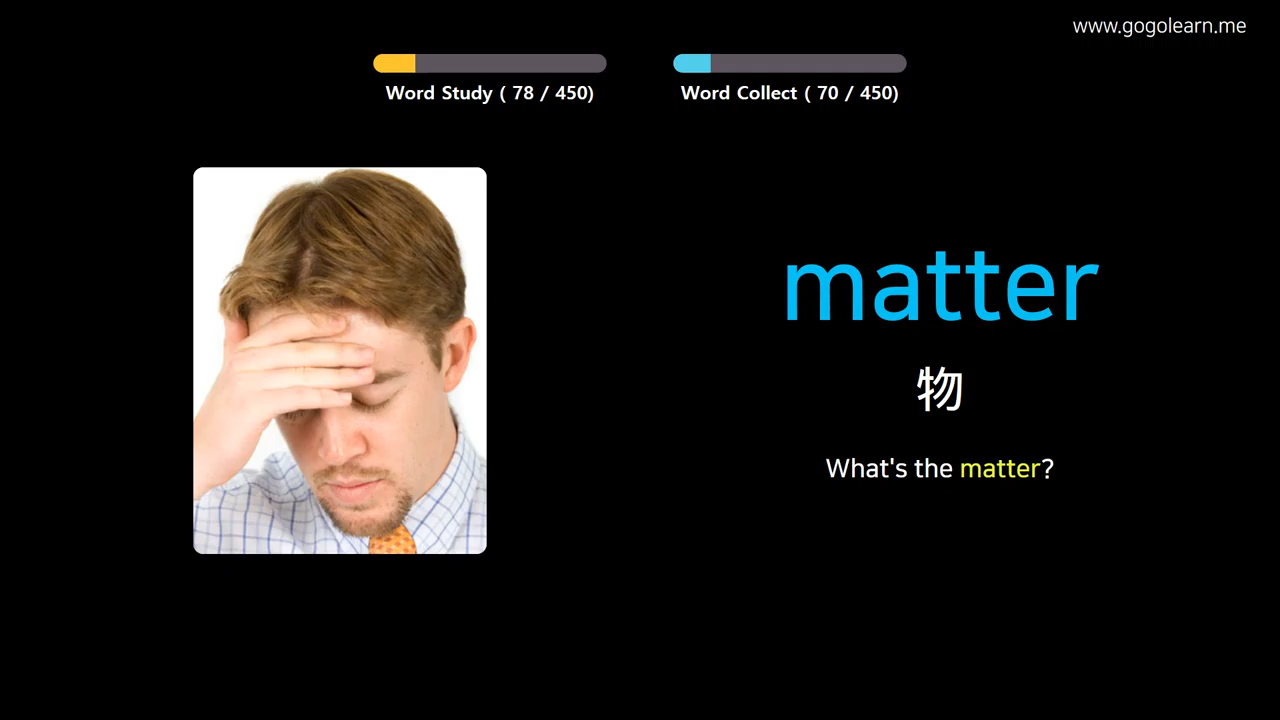 www.gogolearn.me
Word Study ( 78 / 450)
Word Collect ( 70 / 450)
matter
物
What's the matter?